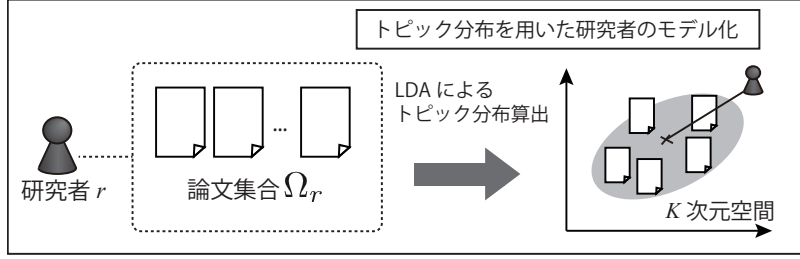 トピック分布を用いた研究者のモデル化
LDA による
トピック分布算出
...
研究者 r
論文集合 Ωr
K 次元空間